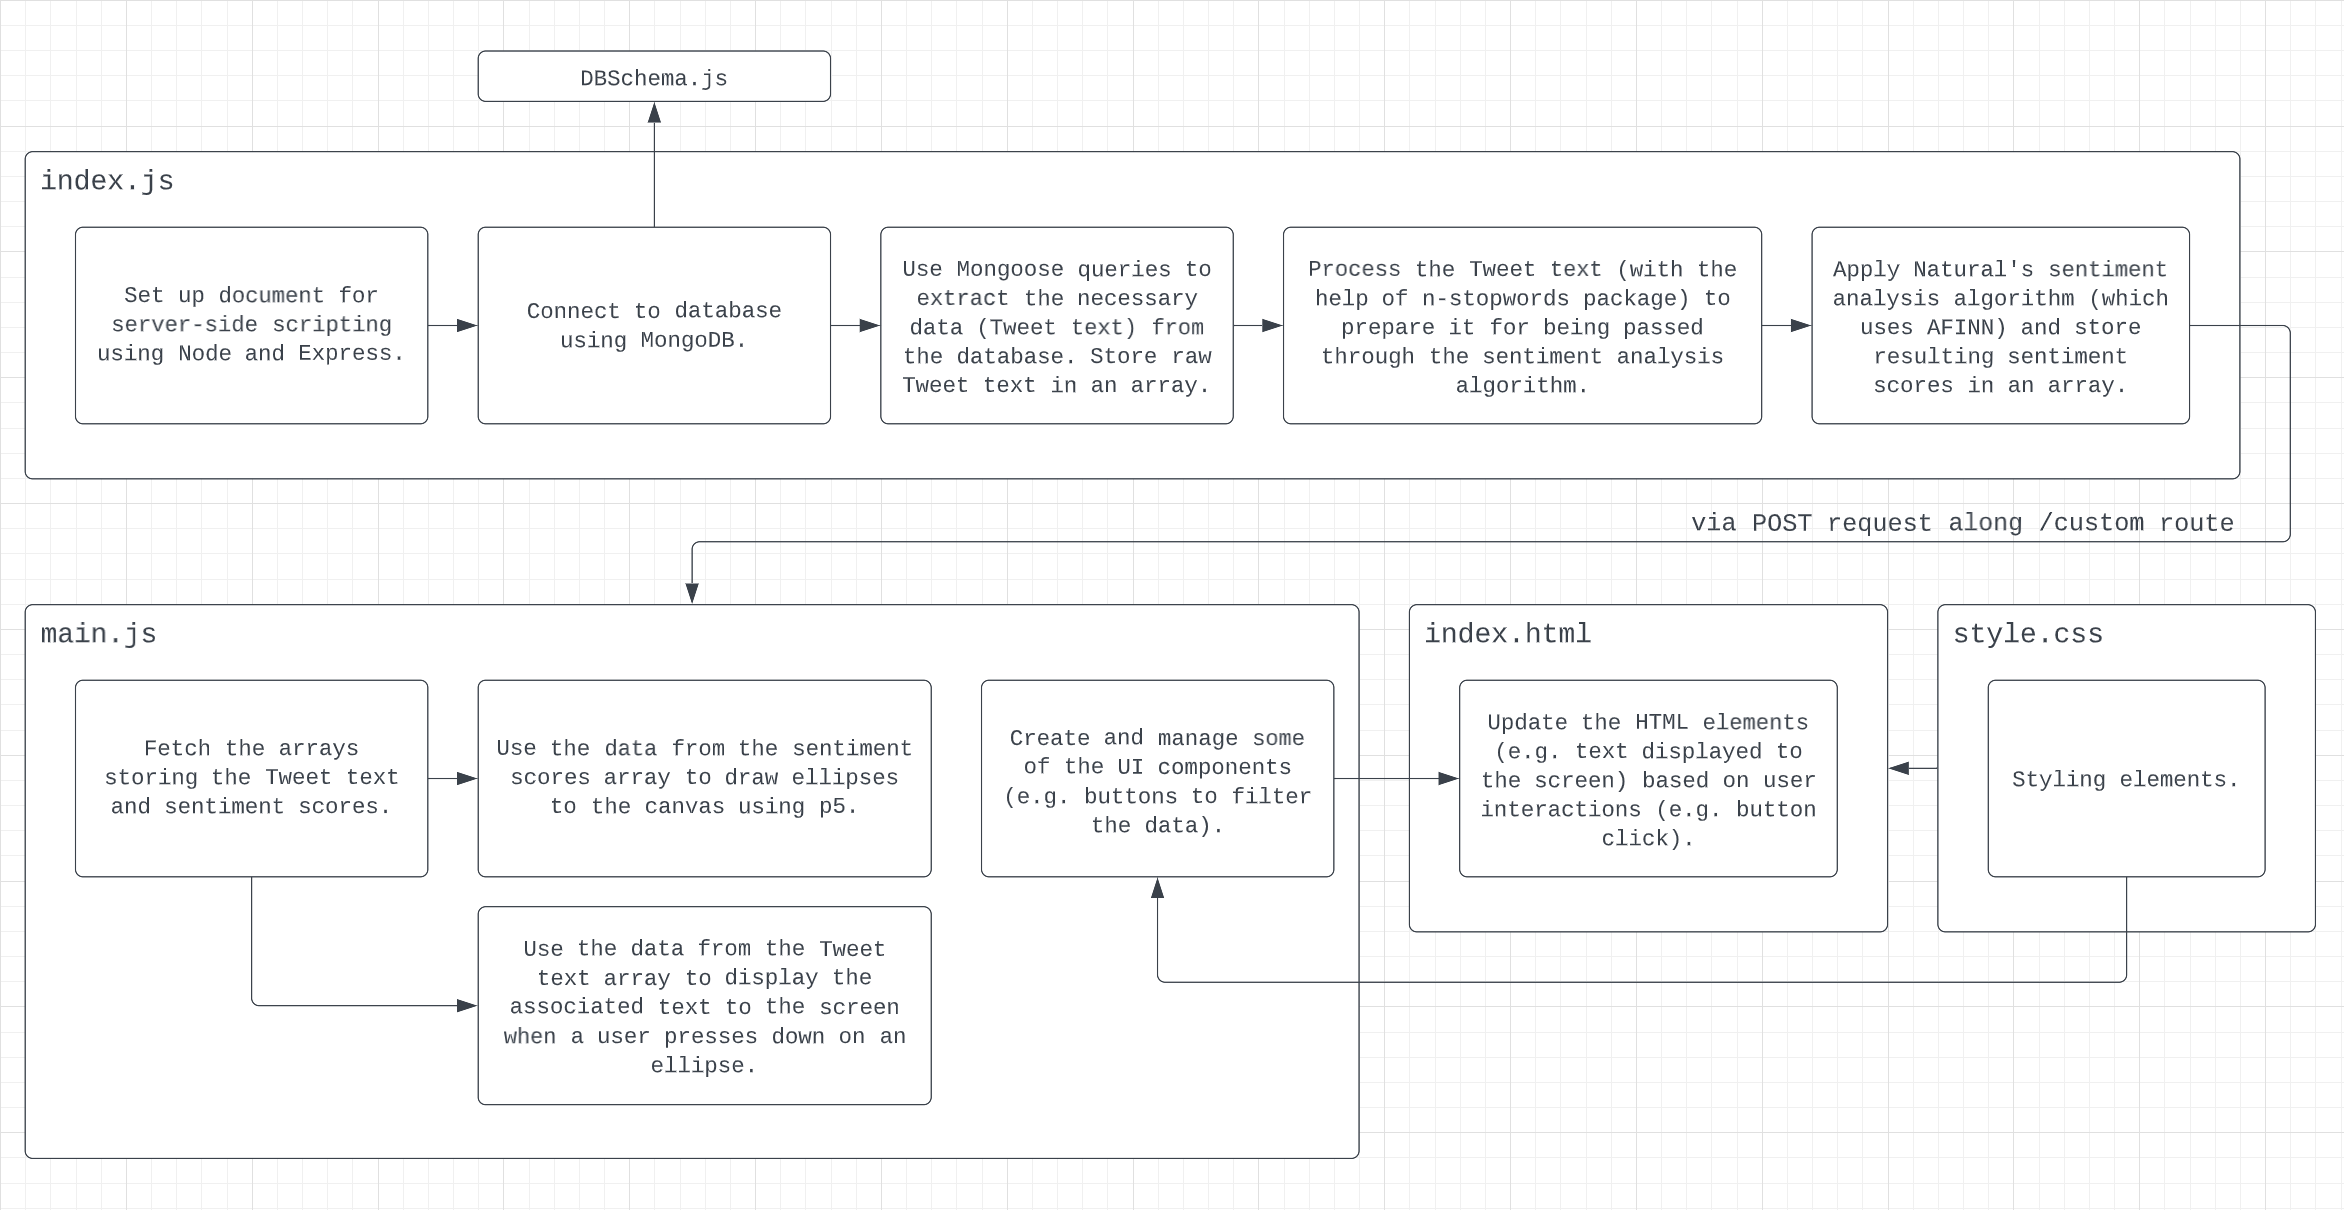 DBSchema.js
index.js
Set up document for
server-side scripting
using Node and Express.
Connect to database
using MongoDB.
Use Mongoose queries to
extract the necessary
data (Tweet text) from
the database. Store raw
Tweet text in an array.
Process the Tweet text (with the
help of n-stopwords package) to
prepare it for being passed
through the sentiment analysis
algorithm.
Apply Natural's sentiment
analysis algorithm (which
uses AFINN) and store
resulting sentiment
scores in an array.
via POST request along /custom route
main.js
Fetch the arrays
storing the Tweet text
and sentiment scores.
Use the data from the sentiment
scores array to draw ellipses
to the canvas using p5.
Use the data from the Tweet
text array to display the
associated text to the screen
when a user presses down on an
ellipse.
Create and manage some
of the UI components
(e.g. buttons to filter
the data).
index.html
Update the HTML elements
(e.g. text displayed to
the screen) based on user
interactions (e.g. button
click).
style.css
Styling elements.